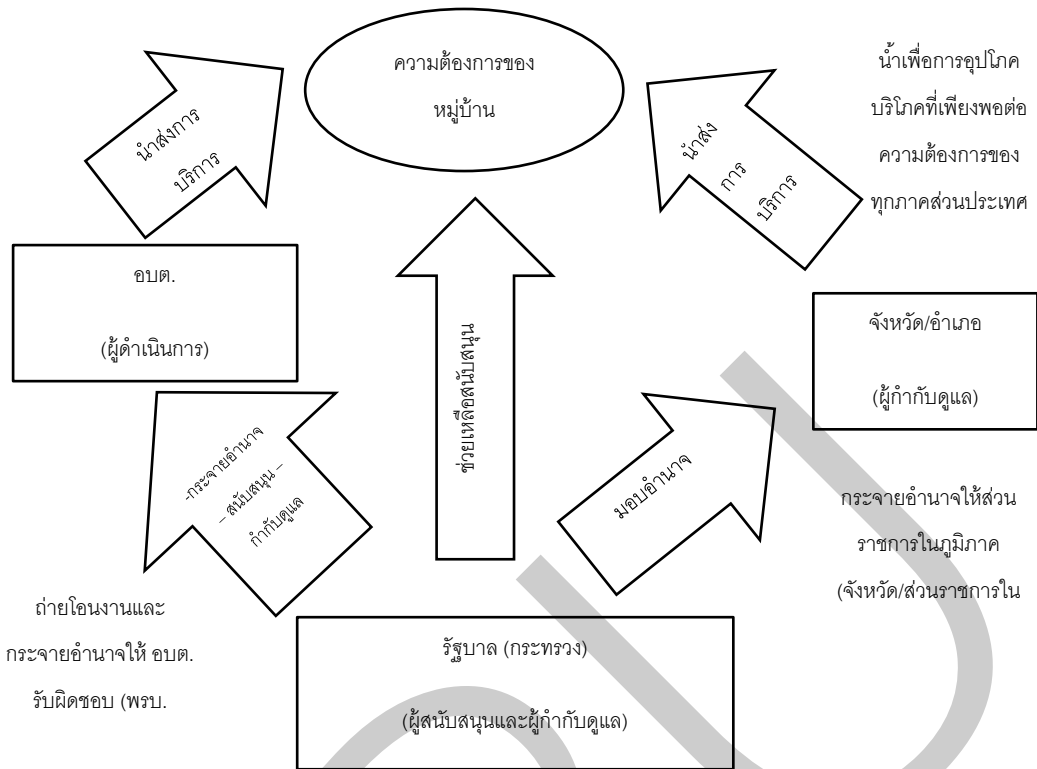 ความต้องการของ
หมู่บ้าน
น้ำเพื่อการอุปโภค
บริโภคที่เพียงพอต่อ
ความต้องการของ
ทุกภาคส่วนประเทศ
นำส่งการ
บริการ
นำส่ง
การ
บริการ
อบต.
(ผู้ดำเนินการ)
ช่วยเหลือสนับสนุน
จังหวัด/อำเภอ
(ผู้กำกับดูแล)
-กระจายอำนาจ
– สนับสนุน –
กำกับดูแล
มอบอำนาจ
กระจายอำนาจให้ส่วน
ราชการในภูมิภาค
(จังหวัด/ส่วนราชการใน
ถ่ายโอนงานและ
กระจายอำนาจให้ อบต.
รับผิดชอบ (พรบ.
รัฐบาล (กระทรวง)
(ผู้สนับสนุนและผู้กำกับดูแล)